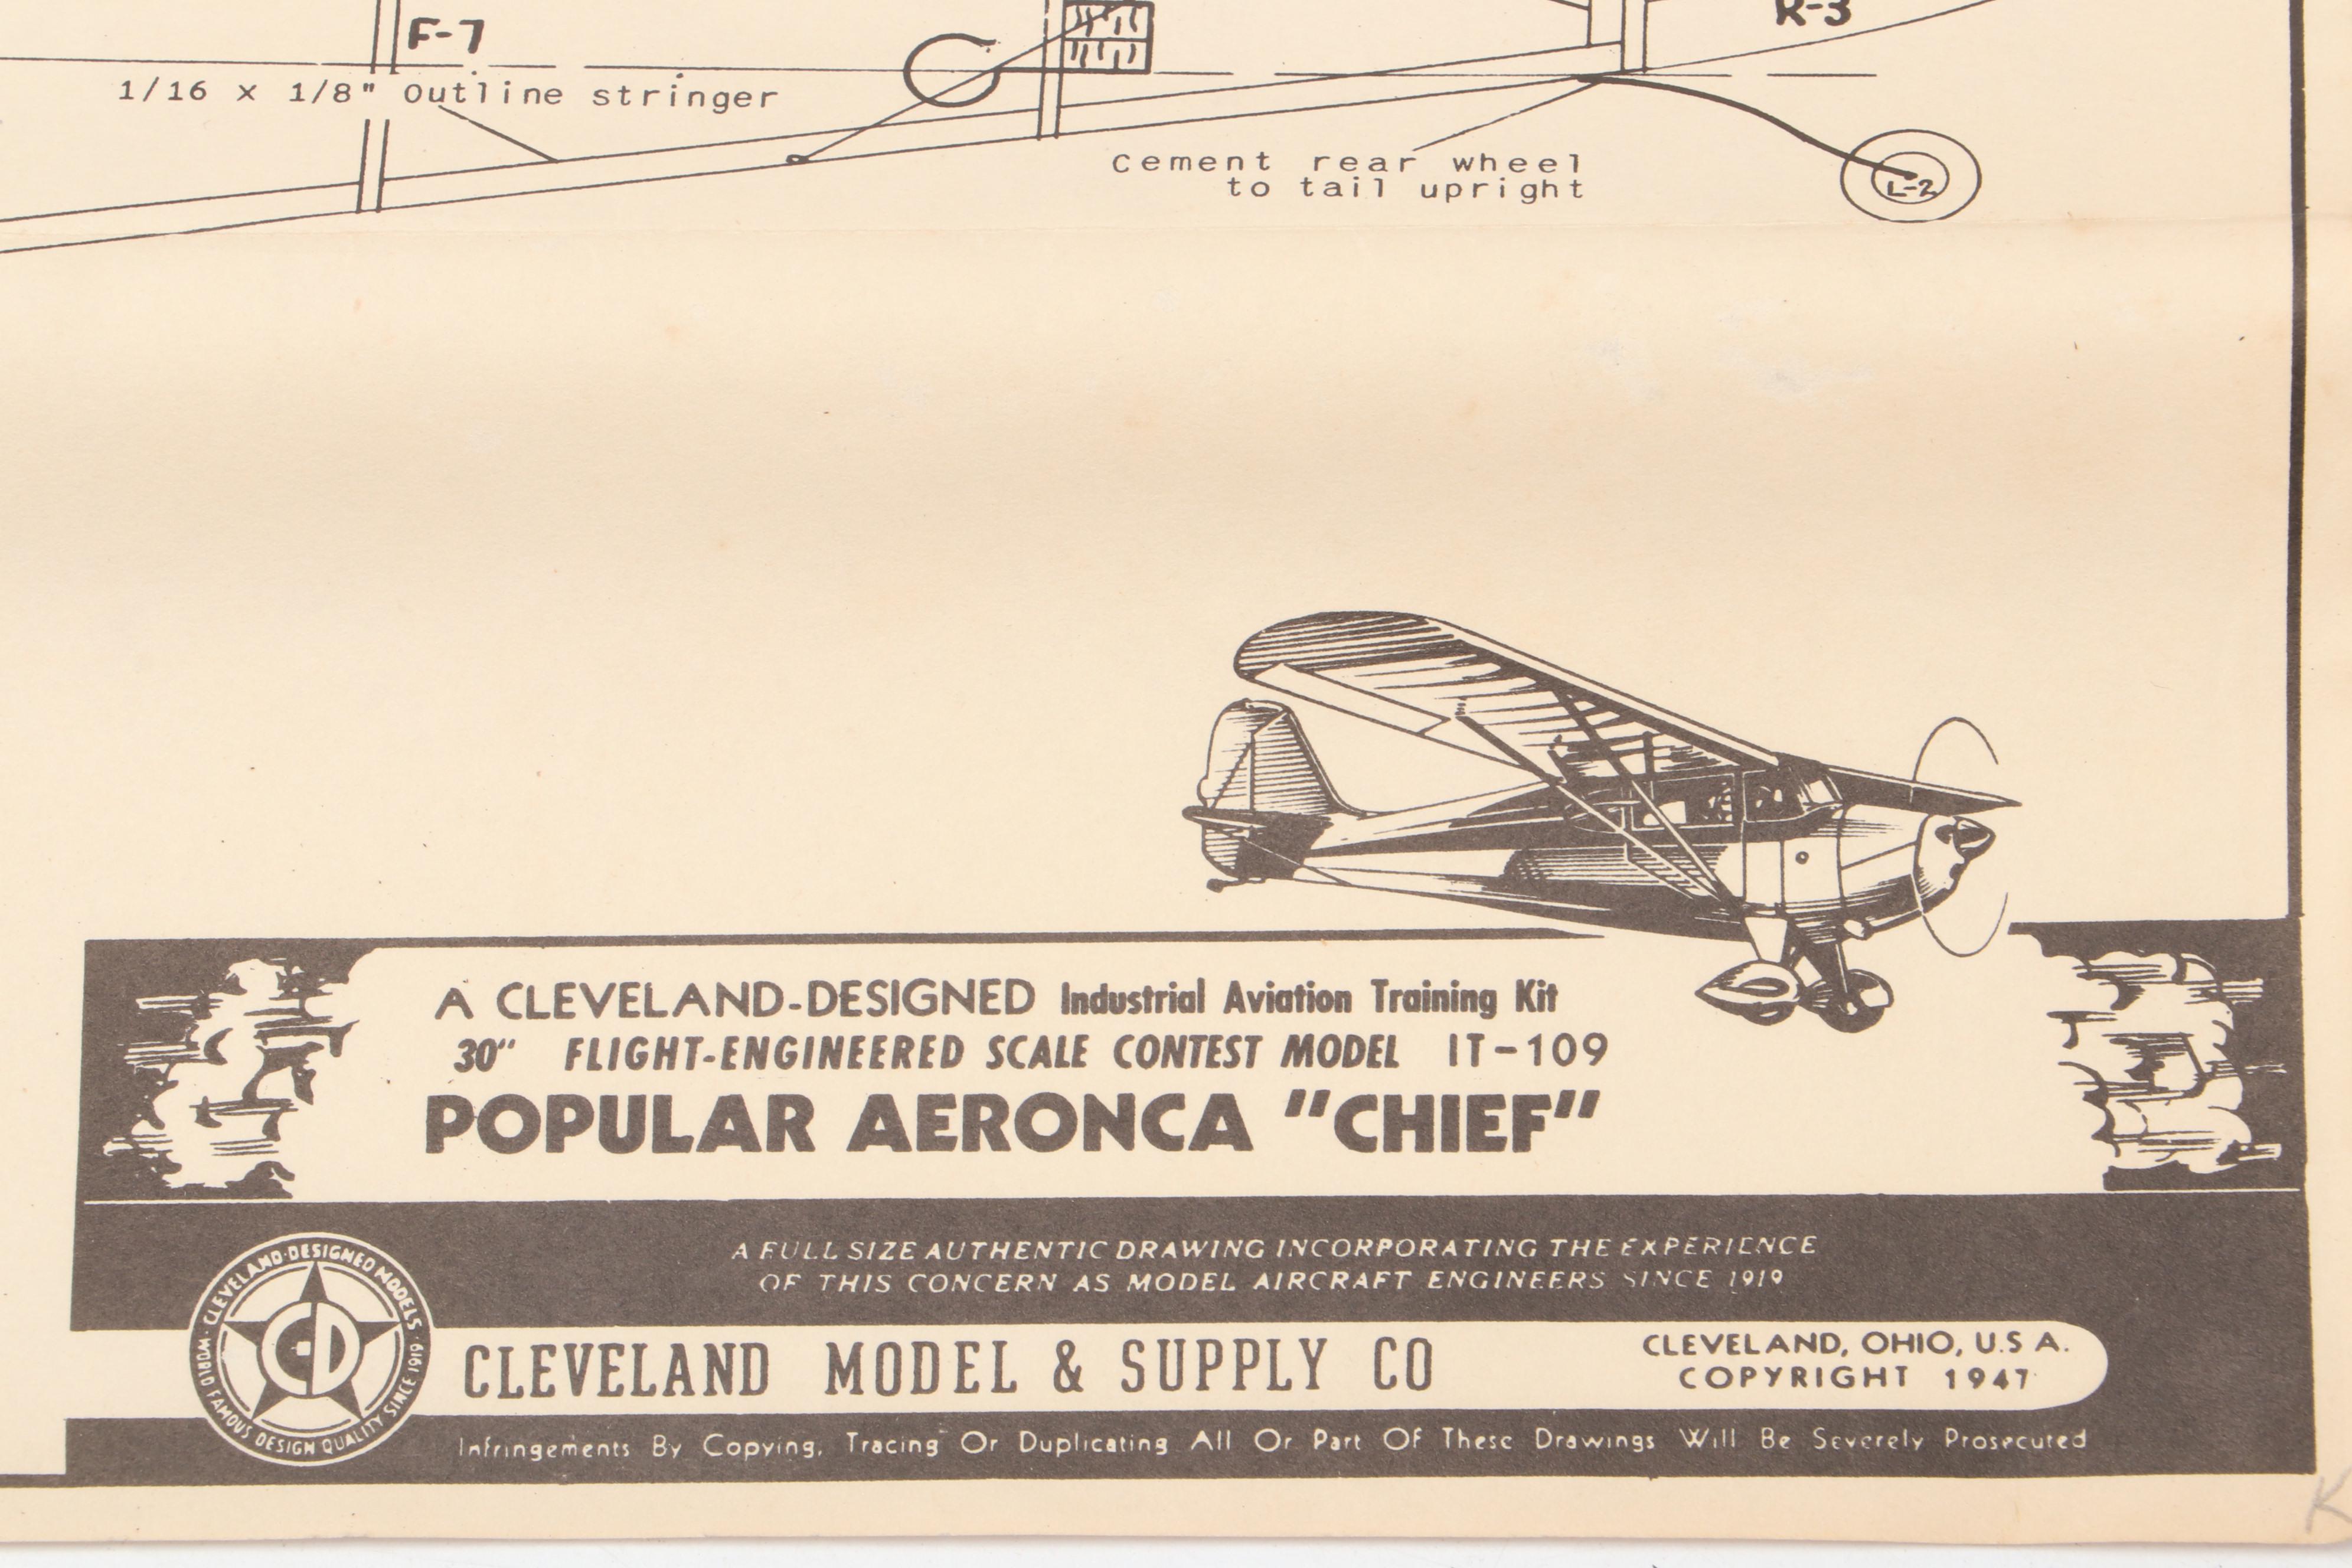 F-7
R-3
1/16 x 1/8" Outline stringer
Cement rear wheel
to tail upright
L-2
A CLEVELAND-DESIGNED Industrial Aviation Training Kit
30" FLIGHT-ENGINEERED SCALE CONTEST MODEL IT-109
POPULAR AERONCA "CHIEF"
A FULL SIZE AUTHENTIC DRAWING INCORPORATING THE EXPERIENCE
OF THIS CONCERN AS MODEL AIRCRAFT ENGINEERS SINCE 1919
CLEVELAND-DESIGNED MODELS
WORLD FAMOUS DESIGN QUALITY SINCE 1919
CD
CLEVELAND MODEL & SUPPLY CO
CLEVELAND, OHIO, U.S A.
COPYRIGHT 1947
Infringements By Copying, Tracing Or Duplicating All Or Part Of These Drawings Will Be Severely Prosecuted
K